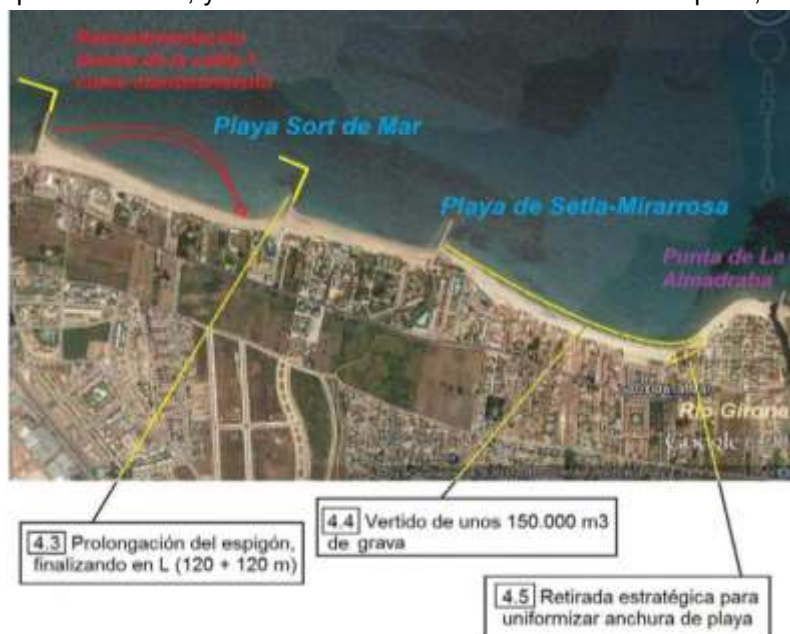 Playa Sort de Mar
Playa de Setla-Mirarrosa
Punta de La
Almadraba
Río Girona
Google
4.3 Prolongación del espigón,
finalizando en L (120 + 120 m)
4.4 Vertido de unos 150.000 m3
de grava
4.5 Retirada estratégica para
uniformizar anchura de playa